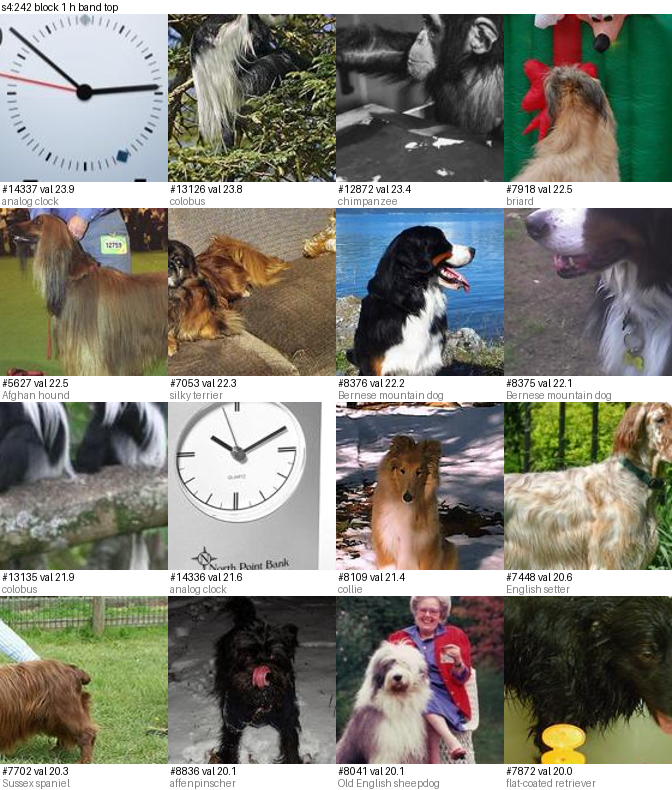 s4:242 block 1 h band top
#14337 val 23.9
analog clock
#13126 val 23.8
colobus
#12872 val 23.4
chimpanzee
#7918 val 22.5
briard
12759
#5627 val 22.5
Afghan hound
#7053 val 22.3
silky terrier
#8376 val 22.2
Bernese mountain dog
#8375 val 22.1
Bernese mountain dog
#13135 val 21.9
colobus
QUARTZ
North Point Bank
#14336 val 21.6
analog clock
#8109 val 21.4
collie
#7448 val 20.6
English setter
#7702 val 20.3
Sussex spaniel
#8836 val 20.1
affenpinscher
#8041 val 20.1
Old English sheepdog
#7872 val 20.0
flat-coated retriever